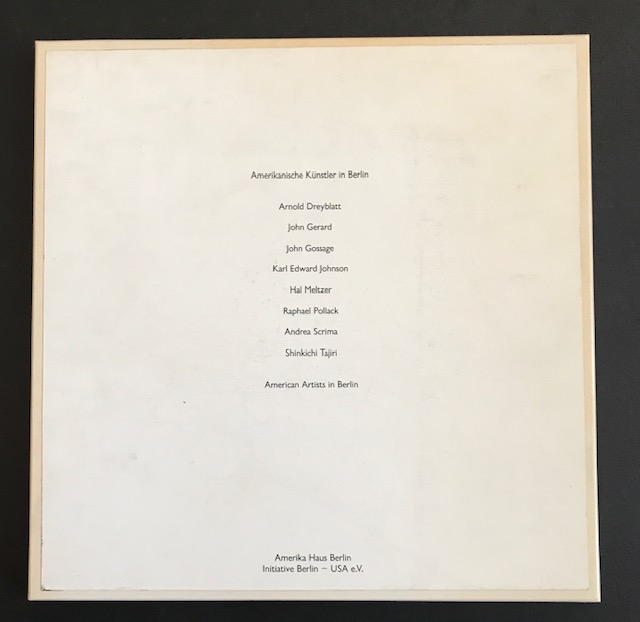 Amerikanische Künstler in Berlin
Arnold Dreyblatt
John Gerard
John Gossage
Karl Edward Johnson
Hal Meltzer
Raphael Pollack
Andrea Scrima
Shinkichi Tajiri
American Artists in Berlin
Amerika Haus Berlin
Initiative Berlin – USA e.V.